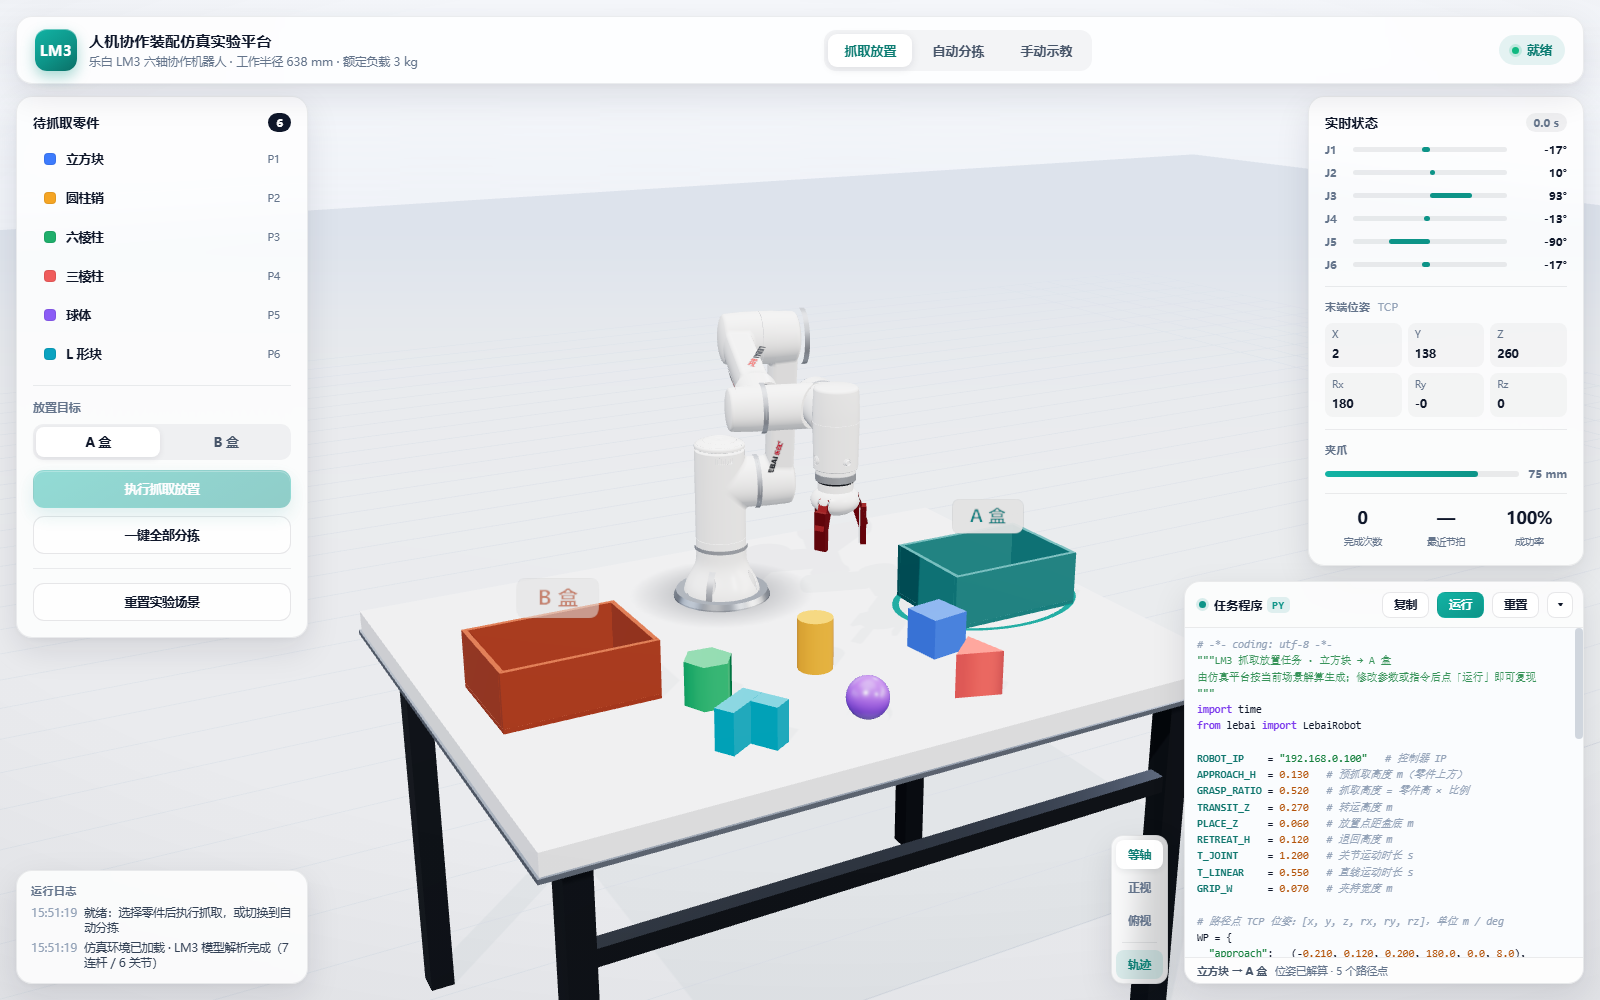 LM3
人机协作装配仿真实验平台
乐白 LM3 六轴协作机器人 · 工作半径 638 mm · 额定负载 3 kg
抓取放置
自动分拣
手动示教
就绪
待抓取零件
6
立方块 P1
圆柱销 P2
六棱柱 P3
三棱柱 P4
球体 P5
L 形块 P6
放置目标
A 盒
B 盒
执行抓取放置
一键全部分拣
重置实验场景
运行日志
15:51:19 就绪：选择零件后执行抓取，或切换到自
动分拣
15:51:19 仿真环境已加载 · LM3 模型解析完成（7
连杆 / 6 关节）
A 盒
B 盒
实时状态 0.0 s
J1 -17°
J2 10°
J3 93°
J4 -13°
J5 -90°
J6 -17°
末端位姿 TCP
X Y Z
2 138 260
Rx Ry Rz
180 -0 0
夹爪
75 mm
0 — 100%
完成次数 最近节拍 成功率
任务程序 PY 复制 运行 重置
# -*- coding: utf-8 -*-
"""LM3 抓取放置任务 · 立方块 → A 盒
由仿真平台按当前场景解算生成；修改参数或指令后点「运行」即可复现
"""
import time
from lebai import LebaiRobot
ROBOT_IP = "192.168.0.100" # 控制器 IP
APPROACH_H = 0.130 # 预抓取高度 m（零件上方）
GRASP_RATIO = 0.520 # 抓取高度 = 零件高 × 比例
TRANSIT_Z = 0.270 # 转运高度 m
PLACE_Z = 0.060 # 放置点距盒底 m
RETREAT_H = 0.120 # 退回高度 m
T_JOINT = 1.200 # 关节运动时长 s
T_LINEAR = 0.550 # 直线运动时长 s
GRIP_W = 0.070 # 夹持宽度 m
# 路径点 TCP 位姿：[x, y, z, rx, ry, rz]，单位 m / deg
WP = {
"approach": (-0.210, 0.120, 0.200, 180.0, 0.0, 8.0),
立方块 → A 盒 位姿已解算 · 5 个路径点
等轴
正视
俯视
轨迹